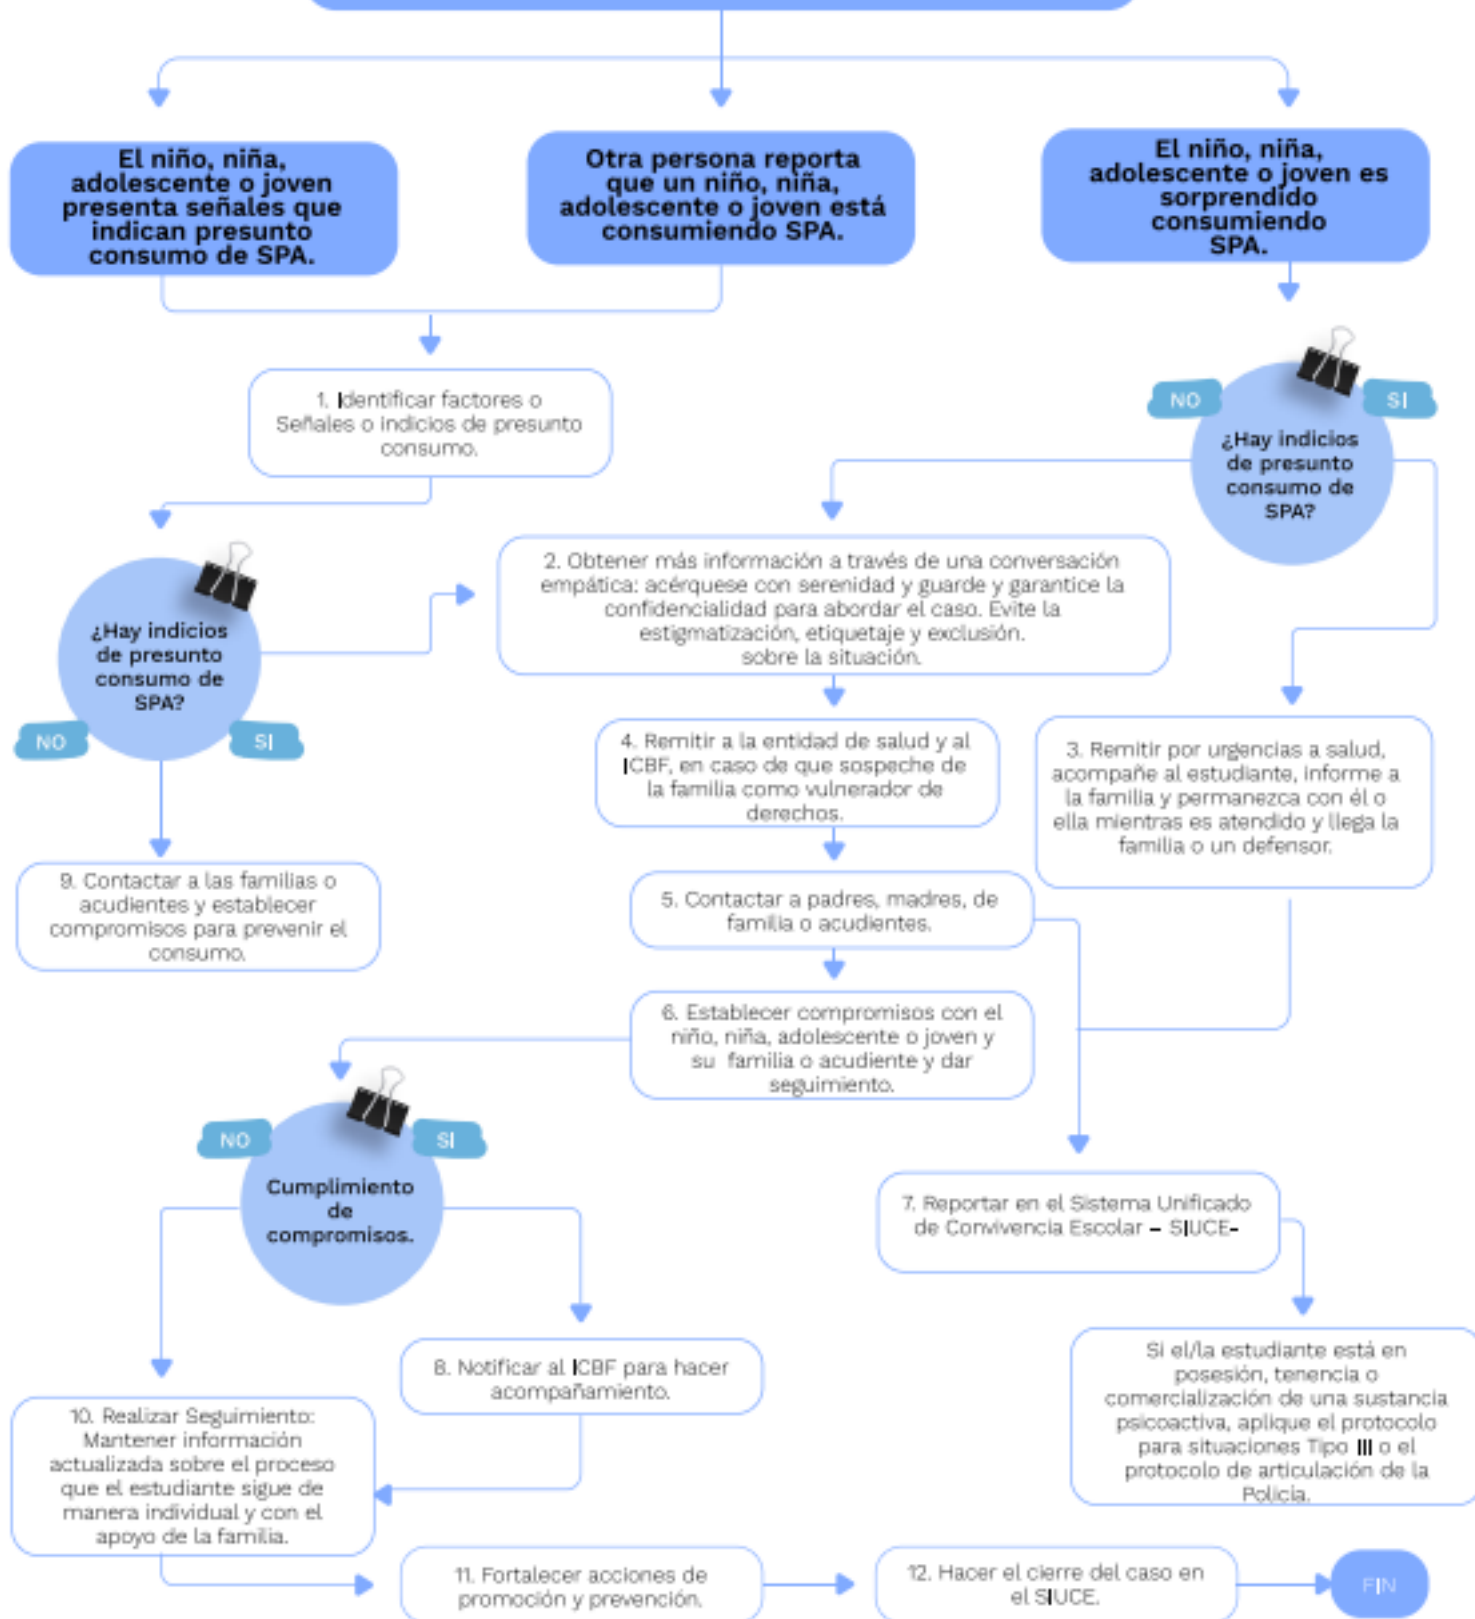 El niño, niña,
adolescente o joven
presenta señales que
indican presunto
consumo de SPA.
Otra persona reporta
que un niño, niña,
adolescente o joven está
consumiendo SPA.
El niño, niña,
adolescente o joven es
sorprendido
consumiendo
SPA.
1. Identificar factores o
Señales o indicios de presunto
consumo.
NO
SI
¿Hay indicios
de presunto
consumo de
SPA?
2. Obtener más información a través de una conversación
empática: acérquese con serenidad y guarde y garantice la
confidencialidad para abordar el caso. Evite la
estigmatización, etiquetaje y exclusión.
sobre la situación.
¿Hay indicios
de presunto
consumo de
SPA?
NO
SI
4. Remitir a la entidad de salud y al
ICBF, en caso de que sospeche de
la familia como vulnerador de
derechos.
3. Remitir por urgencias a salud,
acompañe al estudiante, informe a
la familia y permanezca con él o
ella mientras es atendido y llega la
familia o un defensor.
9. Contactar a las familias o
acudientes y establecer
compromisos para prevenir el
consumo.
5. Contactar a padres, madres, de
familia o acudientes.
6. Establecer compromisos con el
niño, niña, adolescente o joven y
su familia o acudiente y dar
seguimiento.
NO
SI
Cumplimiento
de
compromisos.
7. Reportar en el Sistema Unificado
de Convivencia Escolar – SIUCE-
8. Notificar al ICBF para hacer
acompañamiento.
Si el/la estudiante está en
posesión, tenencia o
comercialización de una sustancia
psicoactiva, aplique el protocolo
para situaciones Tipo III o el
protocolo de articulación de la
Policía.
10. Realizar Seguimiento:
Mantener información
actualizada sobre el proceso
que el estudiante sigue de
manera individual y con el
apoyo de la familia.
11. Fortalecer acciones de
promoción y prevención.
12. Hacer el cierre del caso en
el SIUCE.
FIN